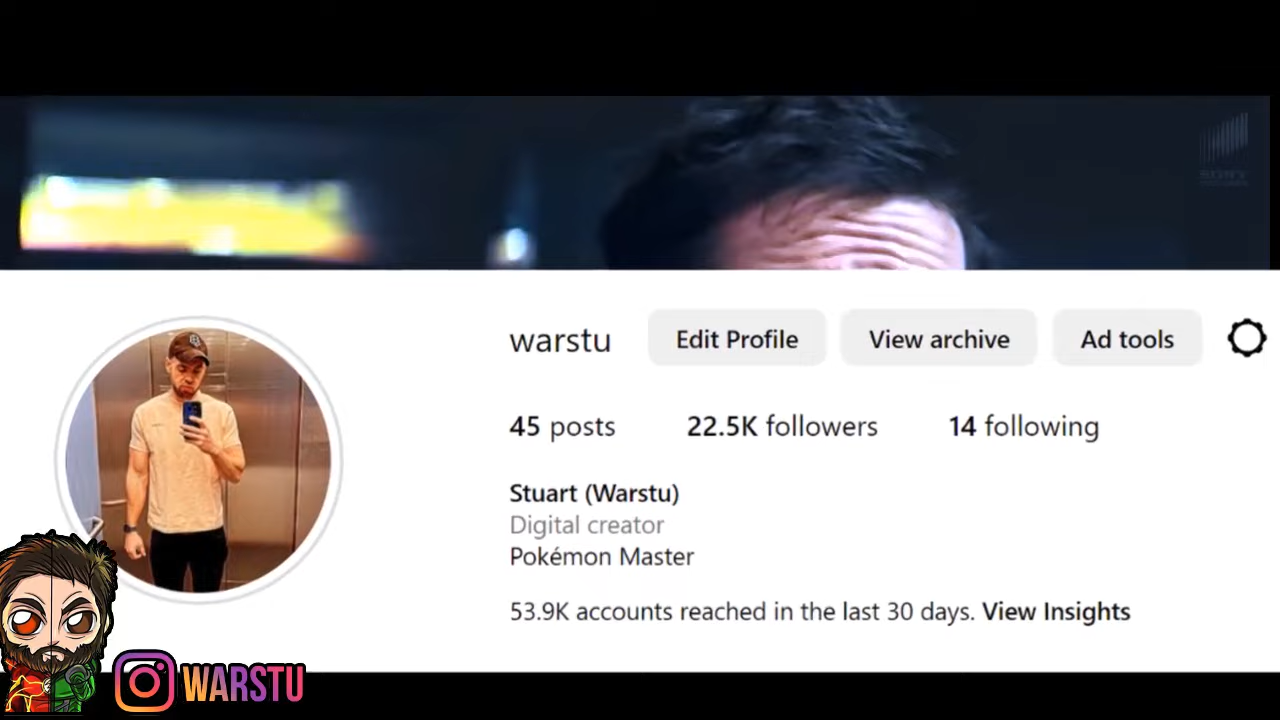 SONY
warstu Edit Profile View archive Ad tools
45 posts 22.5K followers 14 following
Stuart (Warstu)
Digital creator
Pokémon Master
53.9K accounts reached in the last 30 days. View Insights
WARSTU